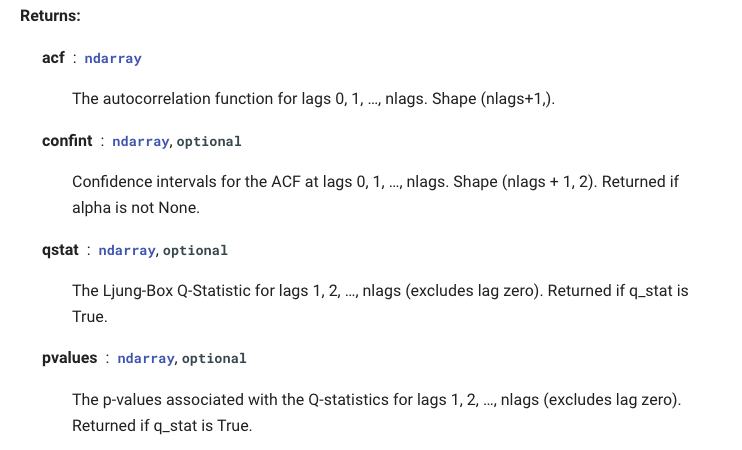 Returns:
acf : ndarray
The autocorrelation function for lags 0, 1, …, nlags. Shape (nlags+1,).
confint : ndarray, optional
Confidence intervals for the ACF at lags 0, 1, …, nlags. Shape (nlags + 1, 2). Returned if
alpha is not None.
qstat : ndarray, optional
The Ljung-Box Q-Statistic for lags 1, 2, …, nlags (excludes lag zero). Returned if q_stat is
True.
pvalues : ndarray, optional
The p-values associated with the Q-statistics for lags 1, 2, …, nlags (excludes lag zero).
Returned if q_stat is True.